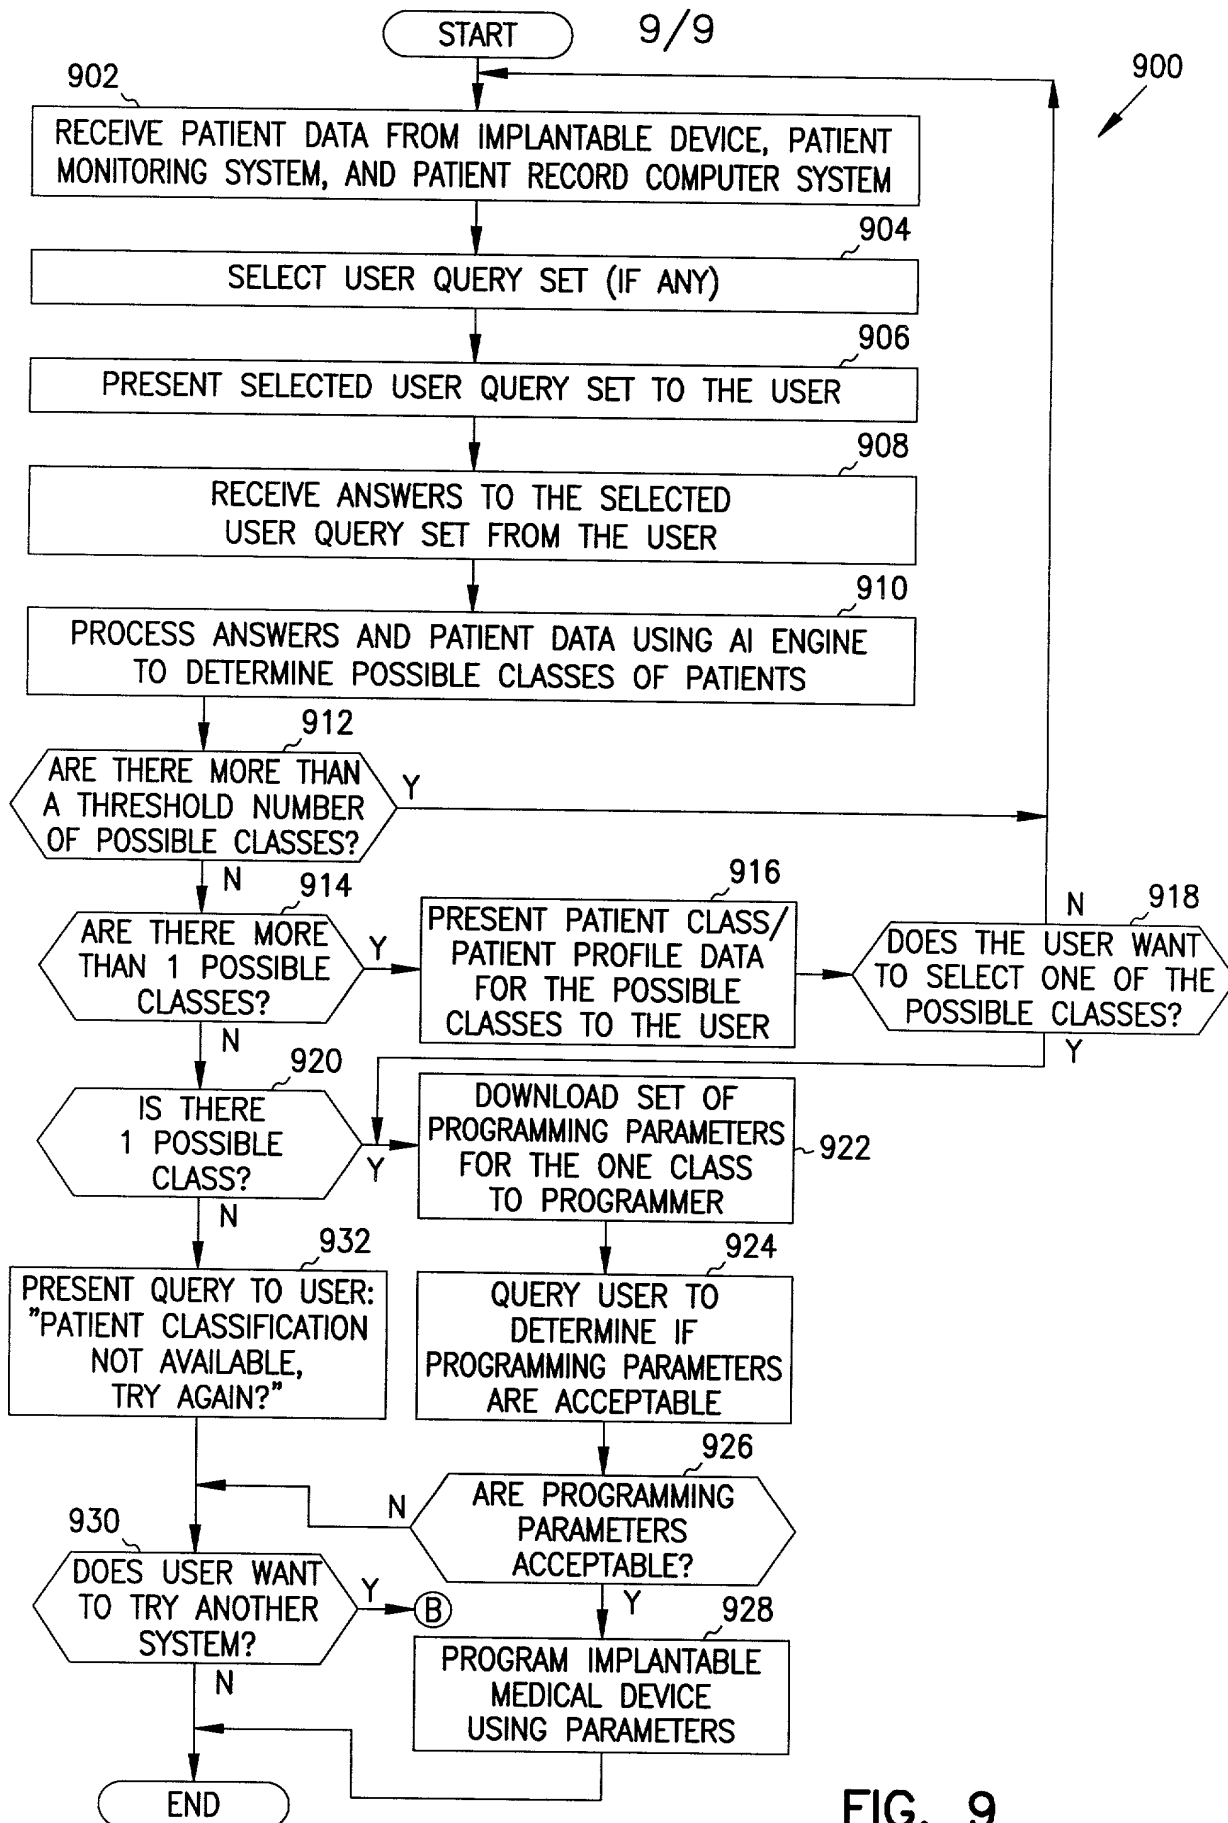 START
9/9
900
902
RECEIVE PATIENT DATA FROM IMPLANTABLE DEVICE, PATIENT
MONITORING SYSTEM, AND PATIENT RECORD COMPUTER SYSTEM
904
SELECT USER QUERY SET (IF ANY)
906
PRESENT SELECTED USER QUERY SET TO THE USER
908
RECEIVE ANSWERS TO THE SELECTED
USER QUERY SET FROM THE USER
910
PROCESS ANSWERS AND PATIENT DATA USING AI ENGINE
TO DETERMINE POSSIBLE CLASSES OF PATIENTS
912
ARE THERE MORE THAN
A THRESHOLD NUMBER
OF POSSIBLE CLASSES?
Y
N
914
ARE THERE MORE
THAN 1 POSSIBLE
CLASSES?
Y
N
916
PRESENT PATIENT CLASS/
PATIENT PROFILE DATA
FOR THE POSSIBLE
CLASSES TO THE USER
N
918
DOES THE USER WANT
TO SELECT ONE OF THE
POSSIBLE CLASSES?
Y
920
IS THERE
1 POSSIBLE
CLASS?
Y
N
DOWNLOAD SET OF
PROGRAMMING PARAMETERS
FOR THE ONE CLASS
TO PROGRAMMER
922
932
PRESENT QUERY TO USER:
"PATIENT CLASSIFICATION
NOT AVAILABLE,
TRY AGAIN?"
924
QUERY USER TO
DETERMINE IF
PROGRAMMING PARAMETERS
ARE ACCEPTABLE
926
ARE PROGRAMMING
PARAMETERS
ACCEPTABLE?
N
Y
930
DOES USER WANT
TO TRY ANOTHER
SYSTEM?
Y
B
N
928
PROGRAM IMPLANTABLE
MEDICAL DEVICE
USING PARAMETERS
END
FIG. 9